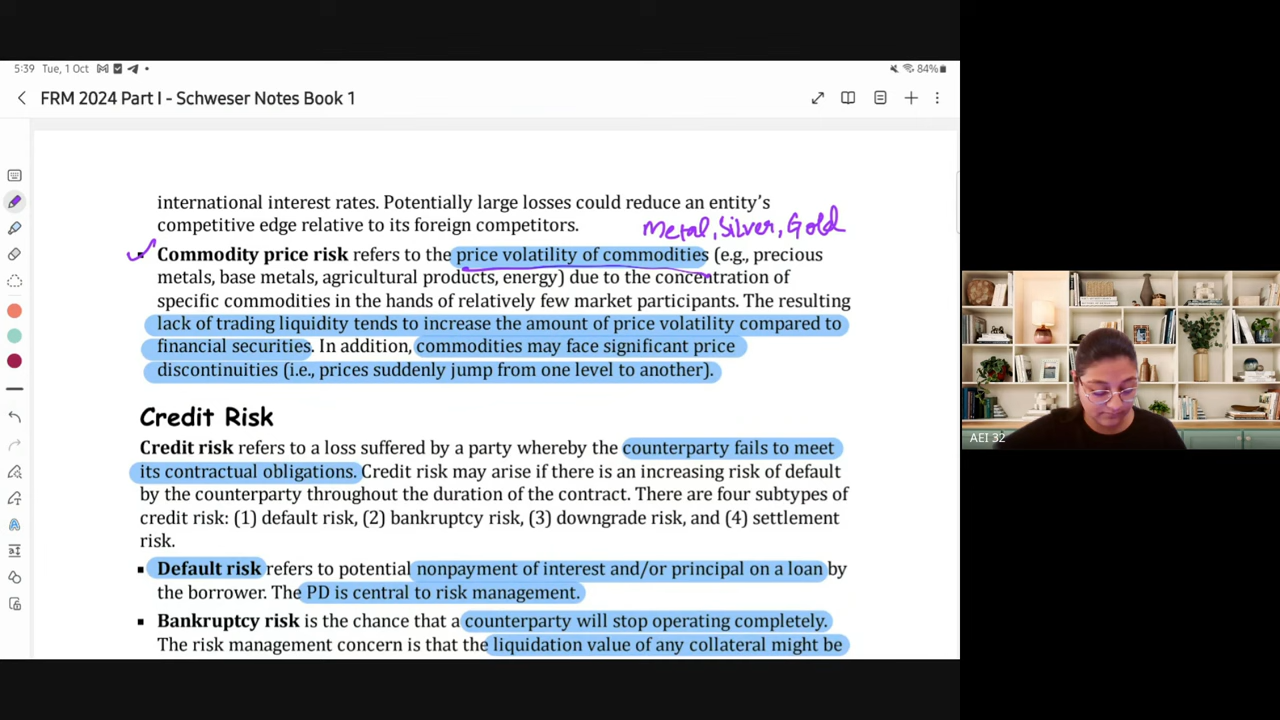 5:39 Tue, 1 Oct
84%
FRM 2024 Part I - Schweser Notes Book 1
international interest rates. Potentially large losses could reduce an entity's
competitive edge relative to its foreign competitors.
Metal, Silver, Gold
▪ Commodity price risk refers to the price volatility of commodities (e.g., precious
metals, base metals, agricultural products, energy) due to the concentration of
specific commodities in the hands of relatively few market participants. The resulting
lack of trading liquidity tends to increase the amount of price volatility compared to
financial securities. In addition, commodities may face significant price
discontinuities (i.e., prices suddenly jump from one level to another).
Credit Risk
Credit risk refers to a loss suffered by a party whereby the counterparty fails to meet
its contractual obligations. Credit risk may arise if there is an increasing risk of default
by the counterparty throughout the duration of the contract. There are four subtypes of
credit risk: (1) default risk, (2) bankruptcy risk, (3) downgrade risk, and (4) settlement
risk.
▪ Default risk refers to potential nonpayment of interest and/or principal on a loan by
the borrower. The PD is central to risk management.
▪ Bankruptcy risk is the chance that a counterparty will stop operating completely.
The risk management concern is that the liquidation value of any collateral might be
AEI 32